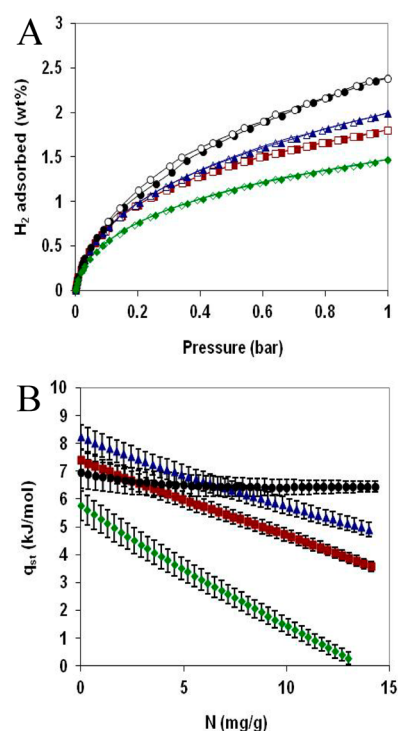 A
3
2.5
2
1.5
1
0.5
0
H₂ adsorbed (wt%)
0 0.2 0.4 0.6 0.8 1
Pressure (bar)
B
10
9
8
7
6
5
4
3
2
1
0
qst (kJ/mol)
0 5 10 15
N (mg/g)